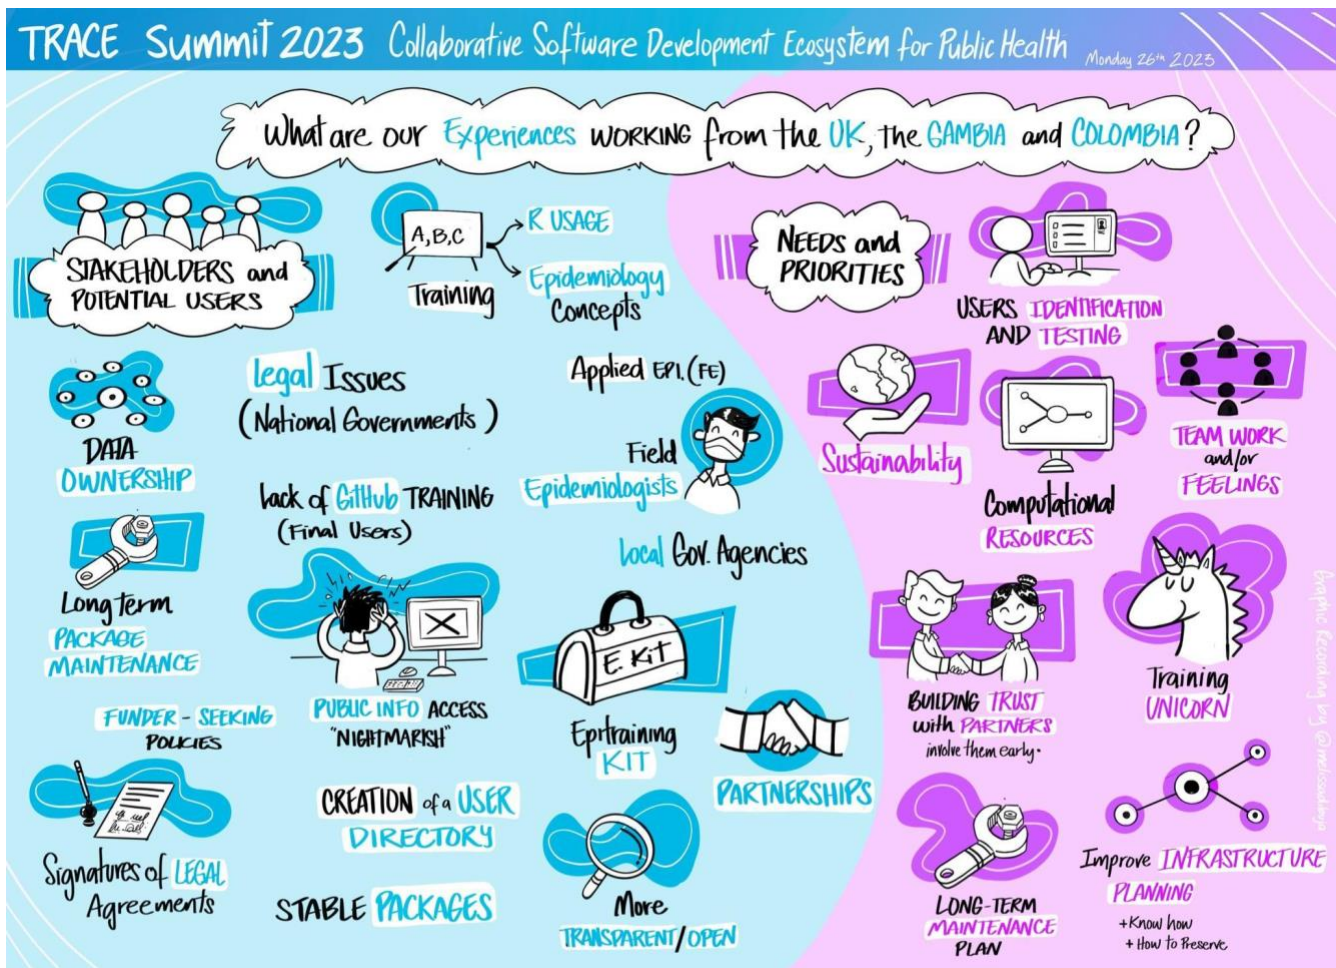 TRACE Summit 2023 Collaborative Software Development Ecosystem for Public Health Monday 26th 2023
What are our Experiences WORKING from the UK, the GAMBIA and COLOMBIA?
STAKEHOLDERS and
POTENTIAL USERS
A,B,C
Training
R USAGE
Epidemiology
Concepts
DATA
OWNERSHIP
Legal Issues
(National Governments)
Applied EPI. (FE)
Field
Epidemiologists
Lack of GitHub TRAINING
(Final Users)
Local Gov. Agencies
Long term
PACKAGE
MAINTENANCE
FUNDER - SEEKING
POLICIES
PUBLIC INFO ACCESS
"NIGHTMARISH"
E. KiT
Eprtraining
KIT
PARTNERSHIPS
Signatures of LEGAL
Agreements
CREATION of a USER
DIRECTORY
STABLE PACKAGES
More
TRANSPARENT/OPEN
NEEDS and
PRIORITIES
USERS IDENTIFICATION
AND TESTING
Sustainability
Computational
RESOURCES
TEAM WORK
and/or
FEELINGS
BUILDING TRUST
with PARTNERS
involve them early.
Training
UNICORN
LONG-TERM
MAINTENANCE
PLAN
Improve INFRASTRUCTURE
PLANNING
+Know how
+ How to Preserve
Graphic Recording by